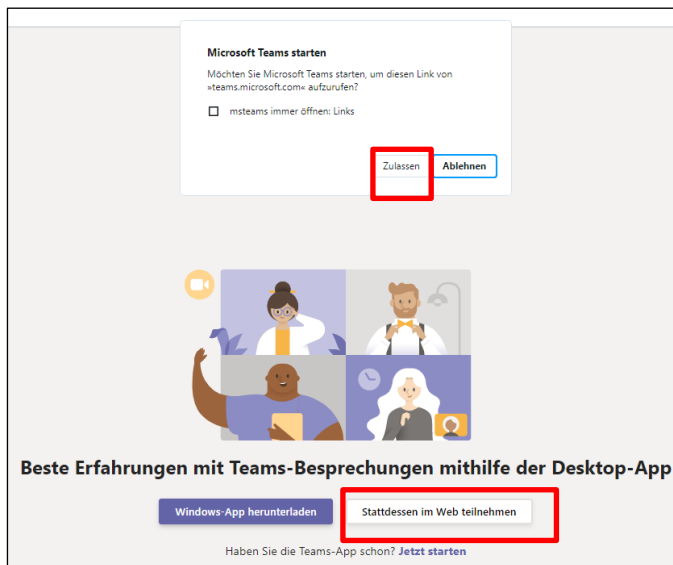 Microsoft Teams starten
Möchten Sie Microsoft Teams starten, um diesen Link von
»teams.microsoft.com« aufzurufen?
msteams immer öffnen: Links
Zulassen Ablehnen
Beste Erfahrungen mit Teams-Besprechungen mithilfe der Desktop-App
Windows-App herunterladen Stattdessen im Web teilnehmen
Haben Sie die Teams-App schon? Jetzt starten